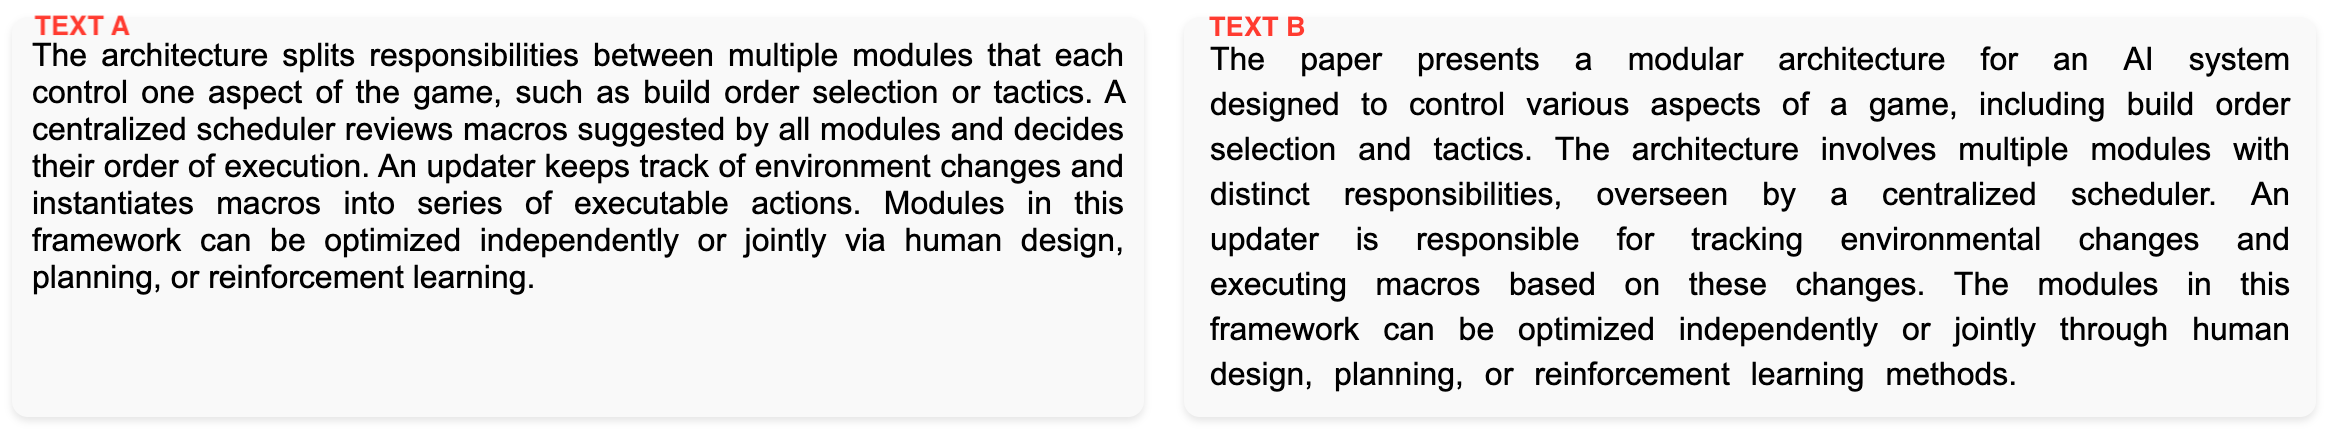 TEXT A
The architecture splits responsibilities between multiple modules that each
control one aspect of the game, such as build order selection or tactics. A
centralized scheduler reviews macros suggested by all modules and decides
their order of execution. An updater keeps track of environment changes and
instantiates macros into series of executable actions. Modules in this
framework can be optimized independently or jointly via human design,
planning, or reinforcement learning.
TEXT B
The paper presents a modular architecture for an AI system
designed to control various aspects of a game, including build order
selection and tactics. The architecture involves multiple modules with
distinct responsibilities, overseen by a centralized scheduler. An
updater is responsible for tracking environmental changes and
executing macros based on these changes. The modules in this
framework can be optimized independently or jointly through human
design, planning, or reinforcement learning methods.